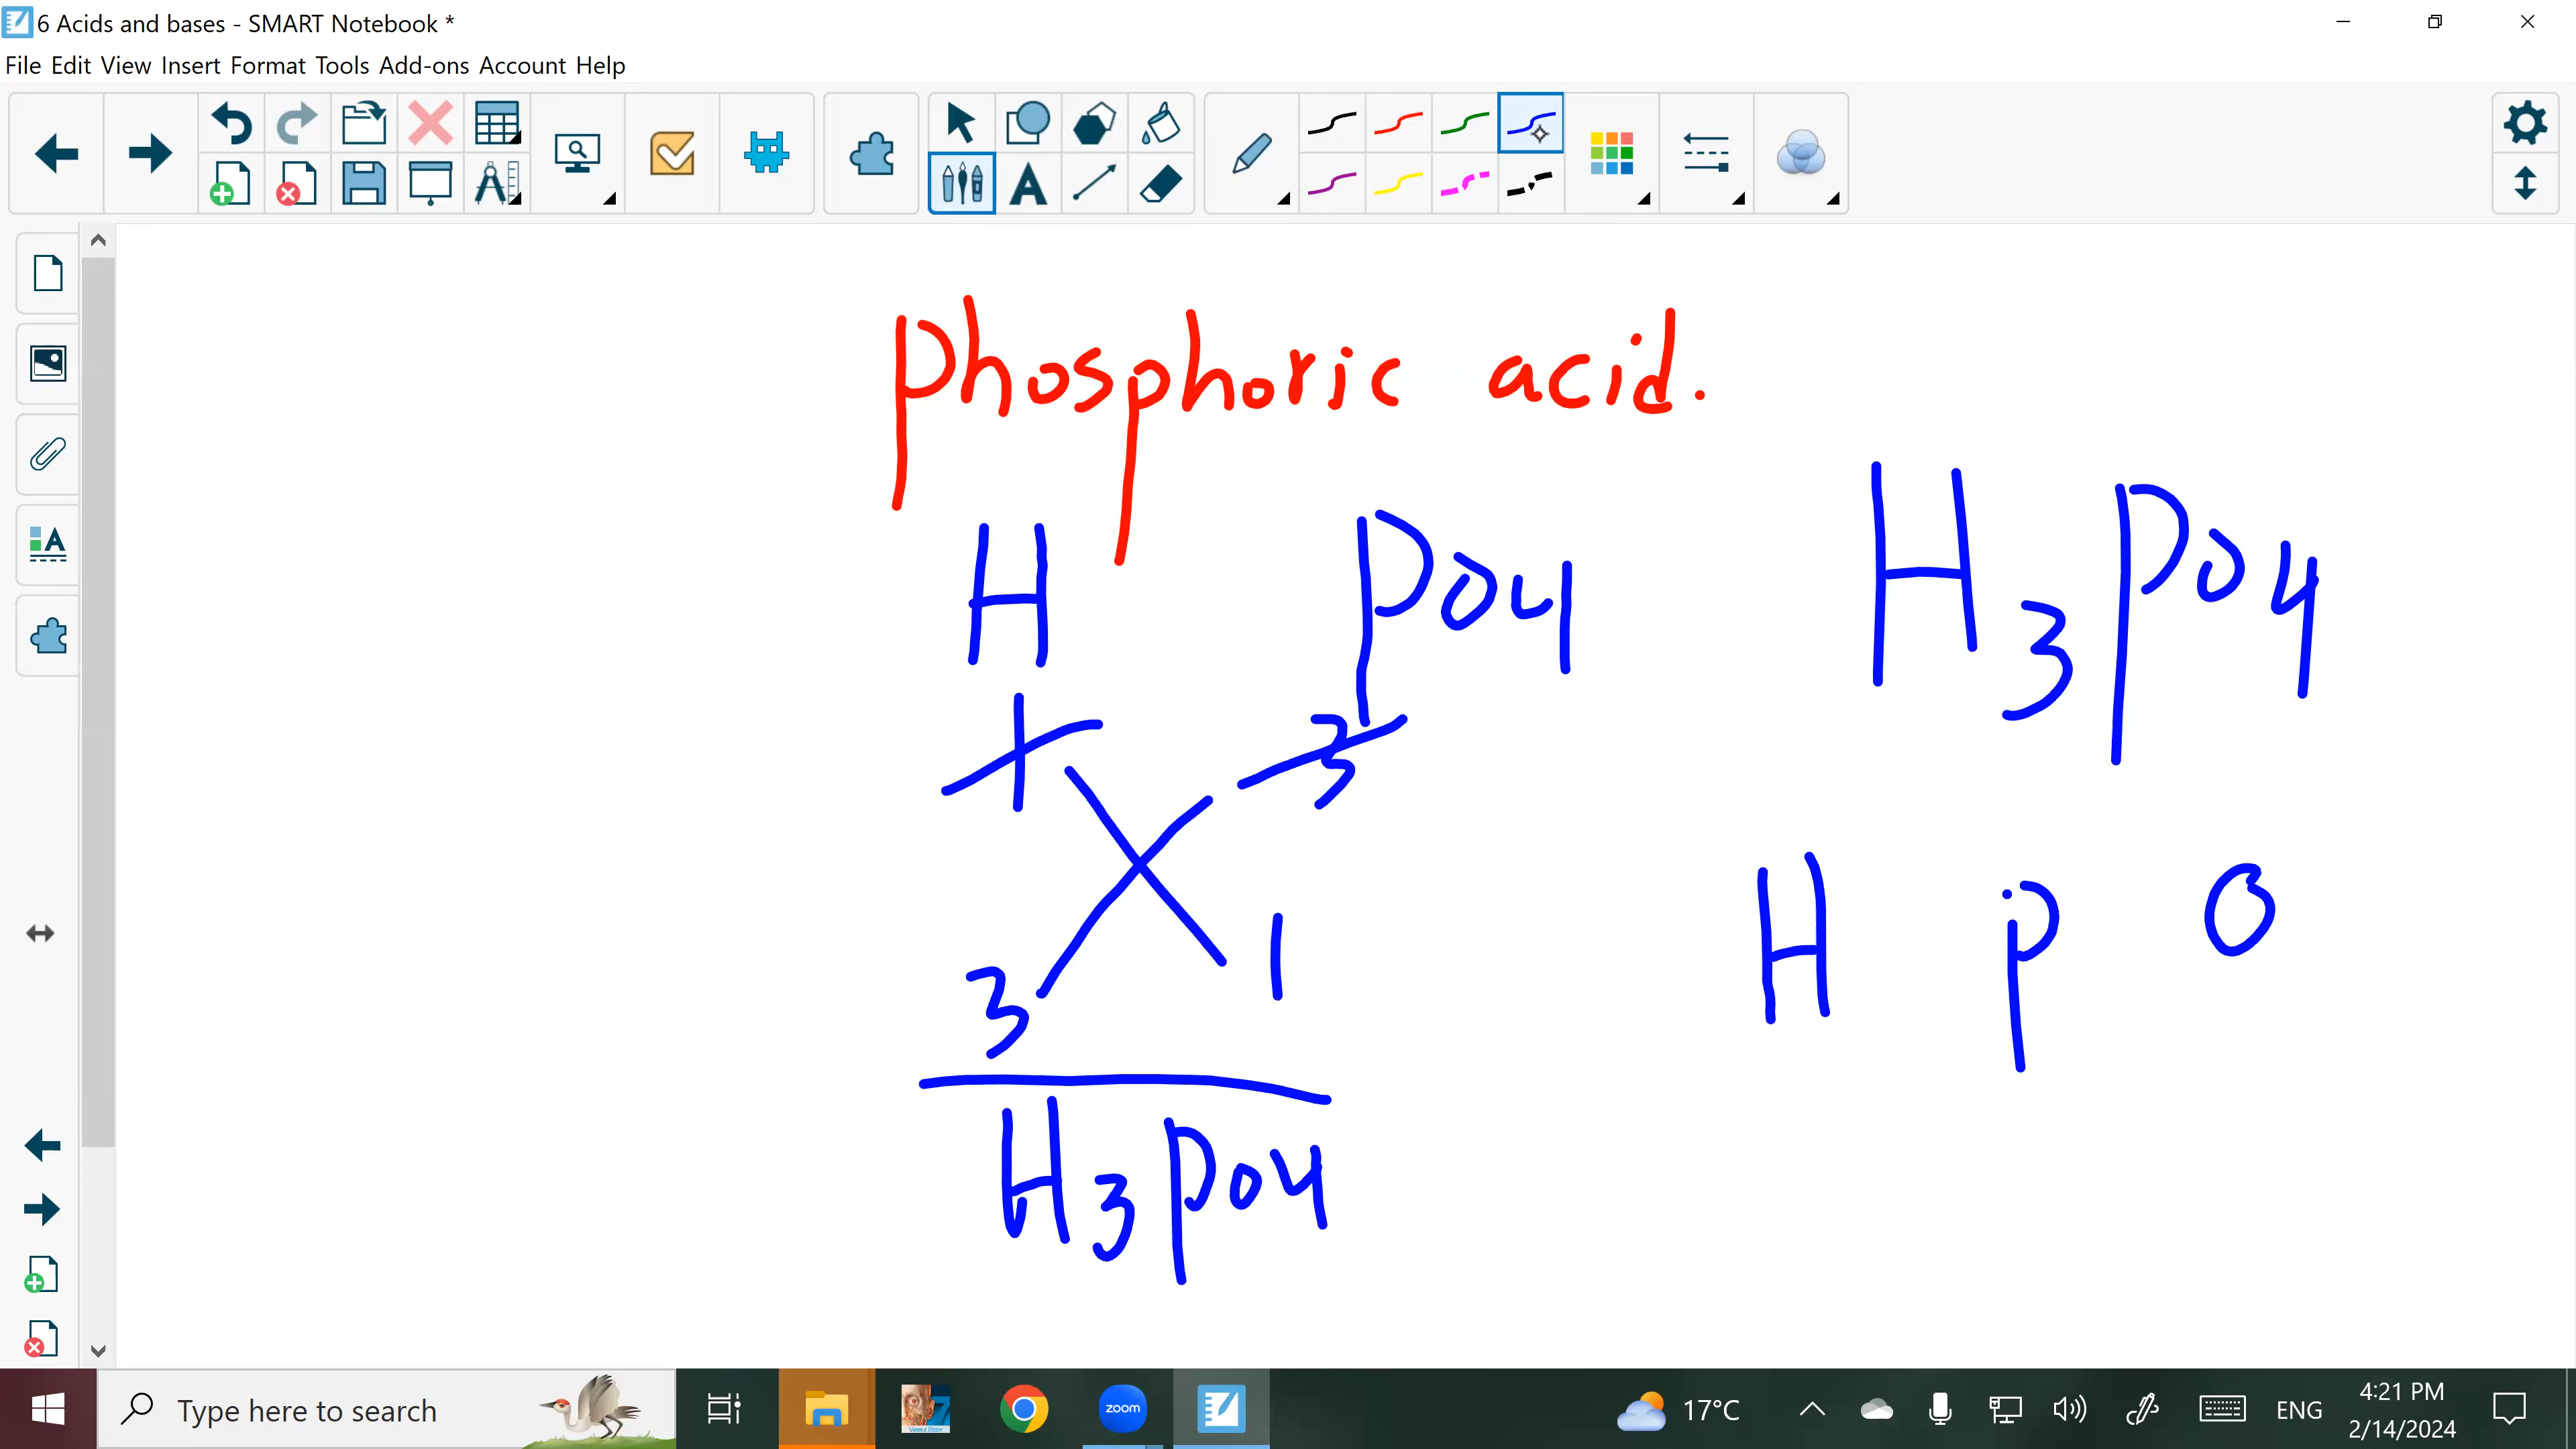 6 Acids and bases - SMART Notebook *
File Edit View Insert Format Tools Add-ons Account Help
phosphoric acid.
H PO4
+ -3
3 1
H3PO4
H3PO4
H P O
Type here to search
zoom
17°C
ENG
4:21 PM
2/14/2024